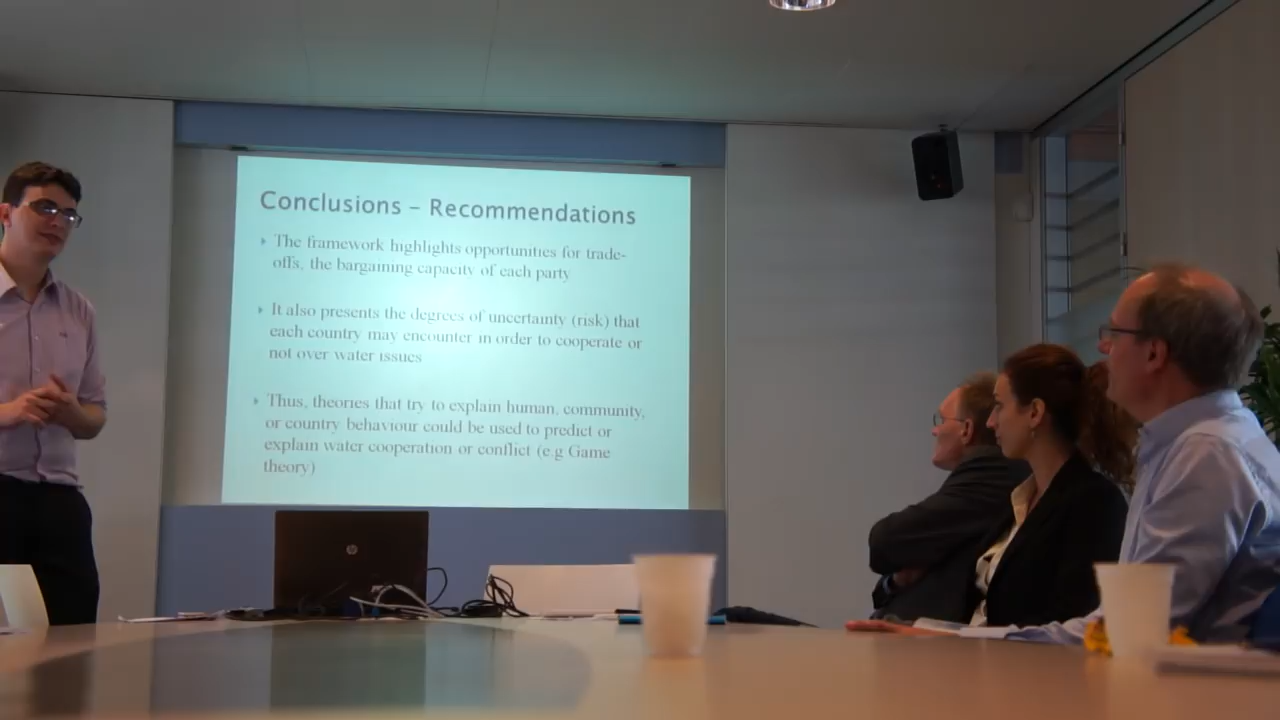 Conclusions – Recommendations
The framework highlights opportunities for trade-
offs, the bargaining capacity of each party
It also presents the degrees of uncertainty (risk) that
each country may encounter in order to cooperate or
not over water issues
Thus, theories that try to explain human, community,
or country behaviour could be used to predict or
explain water cooperation or conflict (e.g Game
theory)
hp